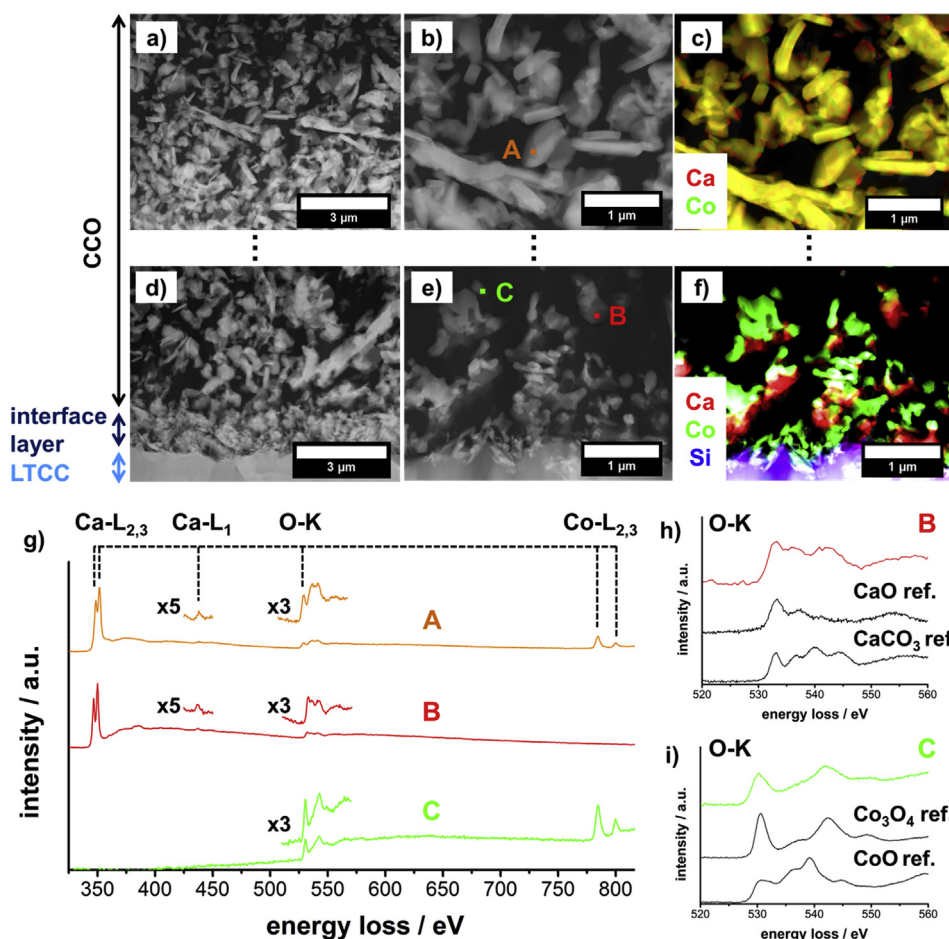 a)
b)
c)
A
Ca
Co
3 µm
1 µm
1 µm
CCO
d)
e)
f)
C
B
interface
layer
LTCC
Ca
Co
Si
3 µm
1 µm
1 µm
g)
Ca-L2,3
Ca-L1
O-K
Co-L2,3
x5
x3
A
x5
x3
B
x3
C
intensity / a.u.
350 400 450 500 550 600 650 700 750 800
energy loss / eV
h)
O-K
B
CaO ref.
CaCO3 ref
intensity / a.u.
520 530 540 550 560
energy loss / eV
i)
O-K
C
Co3O4 ref.
CoO ref.
intensity / a.u.
520 530 540 550 560
energy loss / eV